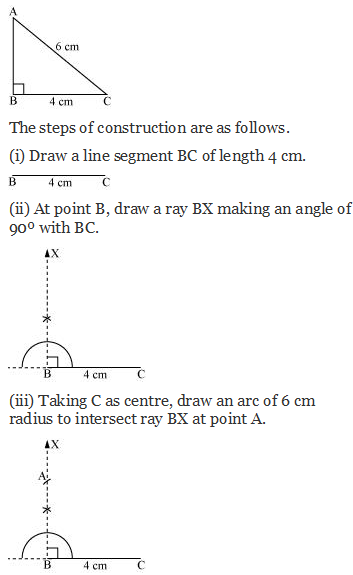 A
6 cm
B 4 cm C
The steps of construction are as follows.
(i) Draw a line segment BC of length 4 cm.
B 4 cm C
(ii) At point B, draw a ray BX making an angle of
90º with BC.
X
B 4 cm C
(iii) Taking C as centre, draw an arc of 6 cm
radius to intersect ray BX at point A.
X
A
B 4 cm C